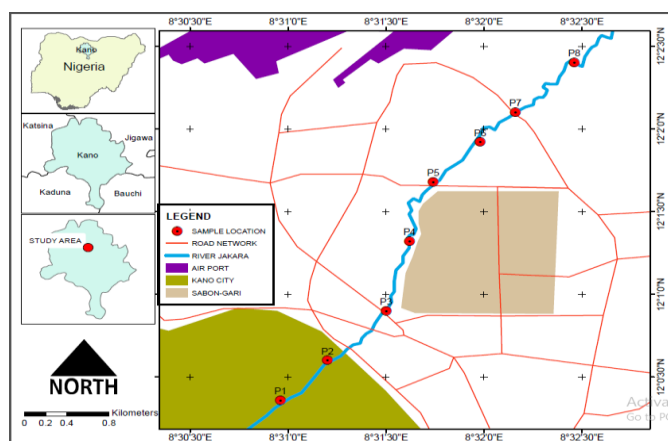 8°30'30"E 8°31'0"E 8°31'30"E 8°32'0"E 8°32'30"E
Kano
Nigeria
Katsina
Jigawa
Kano
Kaduna
Bauchi
STUDY AREA
NORTH
0 0.2 0.4 0.8
Kilometers
LEGEND
SAMPLE LOCATION
ROAD NETWORK
RIVER JAKARA
AIR PORT
KANO CITY
SABON-GARI
P8
P7
P6
P5
P4
P3
P2
P1
12°2'30"N
12°2'0"N
12°1'30"N
12°1'0"N
12°0'30"N
8°30'30"E 8°31'0"E 8°31'30"E 8°32'0"E 8°32'30"E
Activa
Go to PC